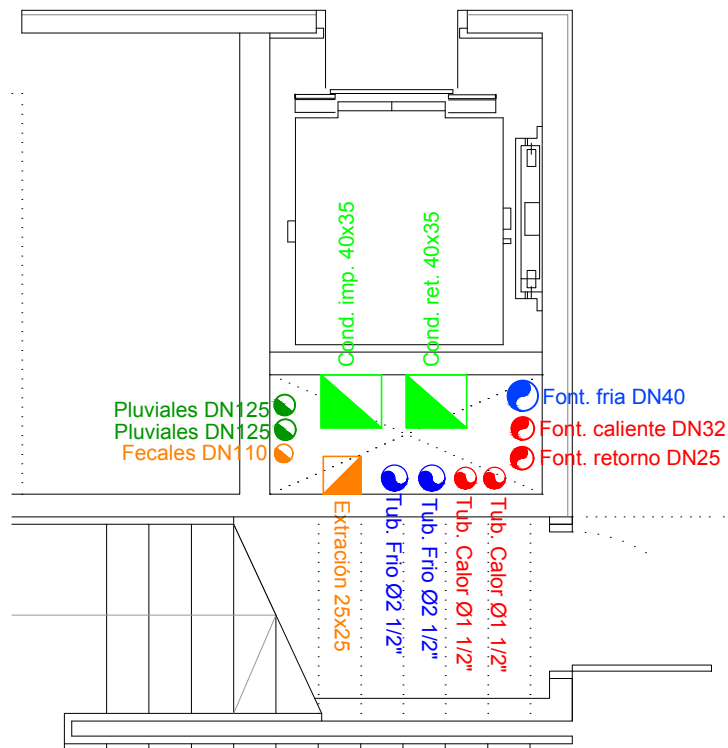 Cond. imp. 40x35
Cond. ret. 40x35
Pluviales DN125
Pluviales DN125
Fecales DN110
Font. fria DN40
Font. caliente DN32
Font. retorno DN25
Extracción 25x25
Tub. Frio Ø2 1/2"
Tub. Frio Ø2 1/2"
Tub. Calor Ø1 1/2"
Tub. Calor Ø1 1/2"